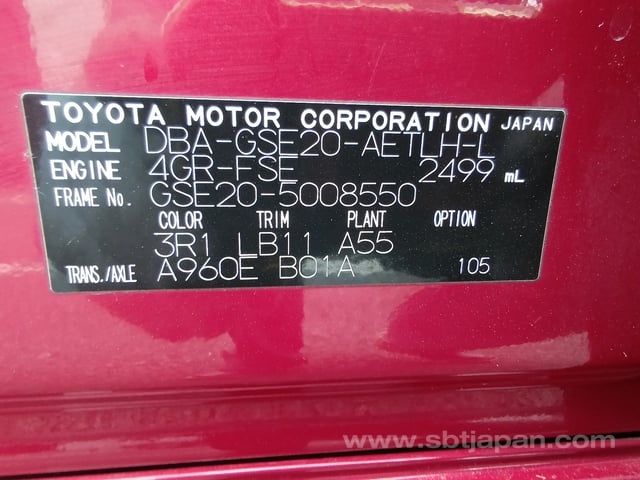 TOYOTA MOTOR CORPORATION JAPAN
MODEL DBA-GSE20-AETLH-L
ENGINE 4GR-FSE 2499 mL
FRAME No. GSE20-5008550
COLOR TRIM PLANT OPTION
3R1 LB11 A55
TRANS./AXLE A960E B01A 105
www.sbtjapan.com